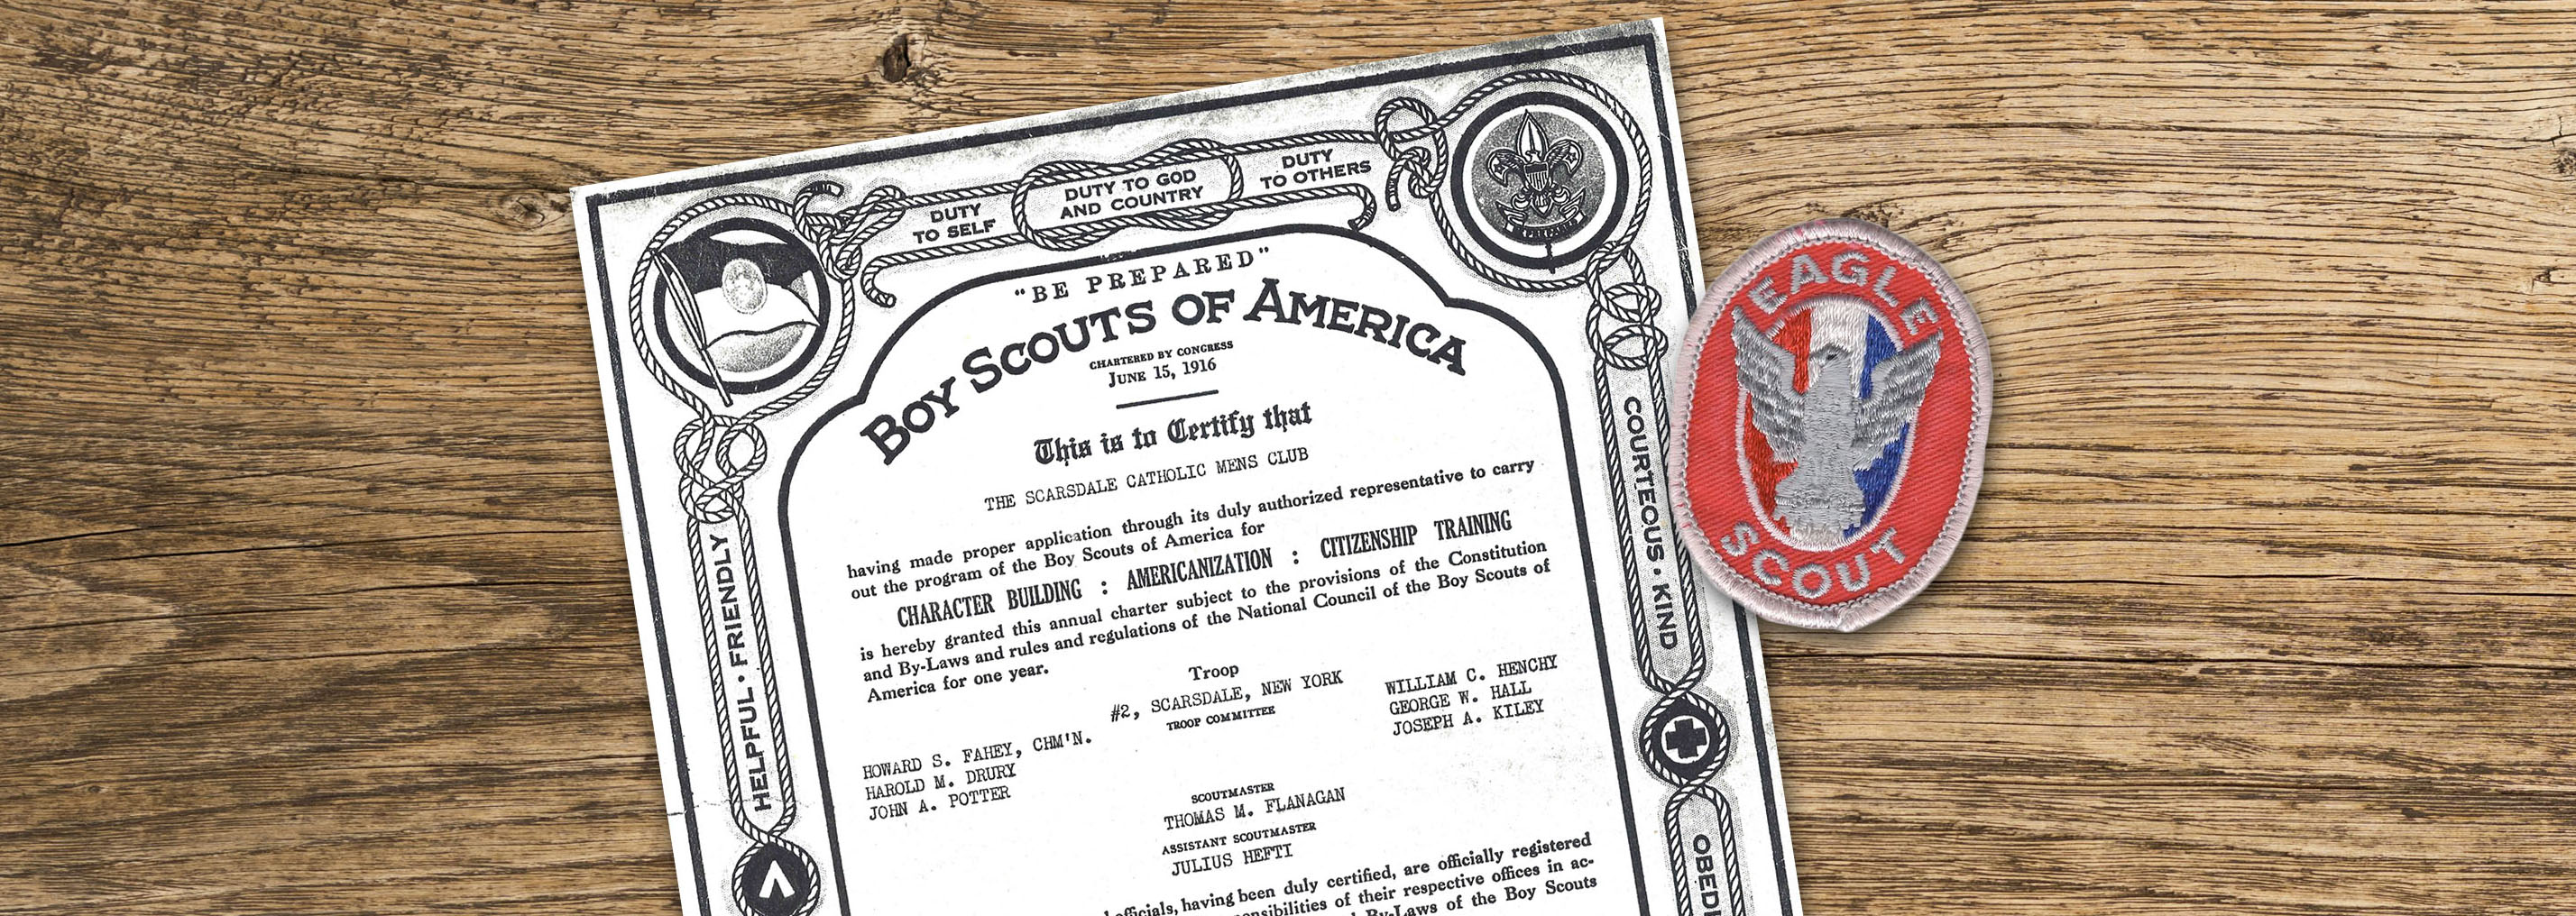 DUTY
TO SELF
DUTY TO GOD
AND COUNTRY
DUTY
TO OTHERS
"BE PREPARED"
BOY SCOUTS OF AMERICA
CHARTERED BY CONGRESS
JUNE 15, 1916
This is to Certify that
THE SCARSDALE CATHOLIC MENS CLUB
having made proper application through its duly authorized representative to carry
out the program of the Boy Scouts of America for
CHARACTER BUILDING : AMERICANIZATION : CITIZENSHIP TRAINING
is hereby granted this annual charter subject to the provisions of the Constitution
and By-Laws and rules and regulations of the National Council of the Boy Scouts of
America for one year.
Troop
#2, SCARSDALE, NEW YORK
TROOP COMMITTEE
HOWARD S. FAHEY, CHM'N.
HAROLD M. DRURY
JOHN A. POTTER
WILLIAM C. HENCHY
GEORGE W. HALL
JOSEPH A. KILEY
SCOUTMASTER
THOMAS M. FLANAGAN
ASSISTANT SCOUTMASTER
JULIUS HEFTI
officials, having been duly certified, are officially registered
of their respective offices in ac-
By-Laws of the Boy Scouts
HELPFUL • FRIENDLY
COURTEOUS • KIND
OBEDI
EAGLE
SCOUT